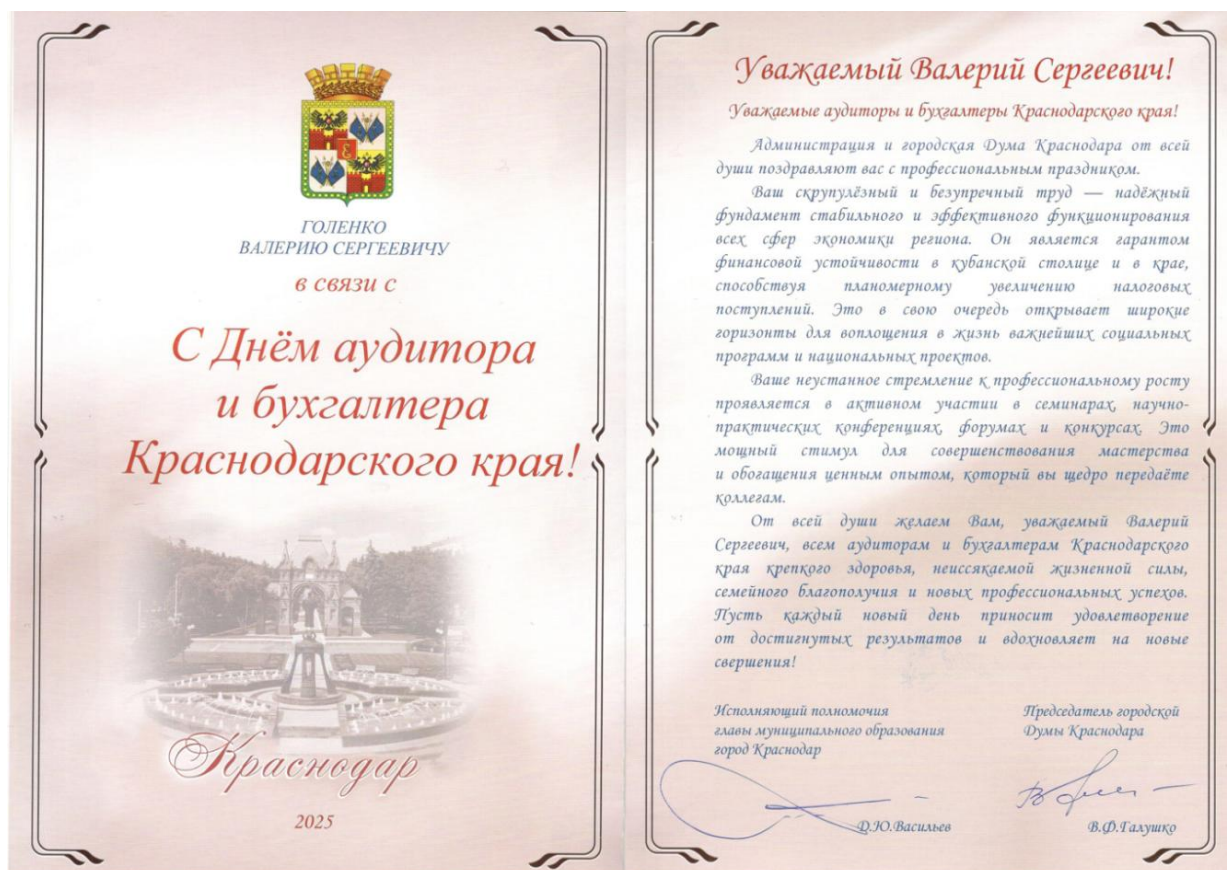 ГОЛЕНКО
ВАЛЕРИЮ СЕРГЕЕВИЧУ
в связи с
С Днём аудитора
и бухгалтера
Краснодарского края!
Краснодар
2025
Уважаемый Валерий Сергеевич!
Уважаемые аудиторы и бухгалтеры Краснодарского края!
Администрация и городская Дума Краснодара от всей
души поздравляют вас с профессиональным праздником.
Ваш скрупулёзный и безупречный труд — надёжный
фундамент стабильного и эффективного функционирования
всех сфер экономики региона. Он является гарантом
финансовой устойчивости в кубанской столице и в крае,
способствуя планомерному увеличению налоговых
поступлений. Это в свою очередь открывает широкие
горизонты для воплощения в жизнь важнейших социальных
программ и национальных проектов.
Ваше неустанное стремление к профессиональному росту
проявляется в активном участии в семинарах, научно-
практических конференциях, форумах и конкурсах. Это
мощный стимул для совершенствования мастерства
и обогащения ценным опытом, который вы щедро передаёте
коллегам.
От всей души желаем Вам, уважаемый Валерий
Сергеевич, всем аудиторам и бухгалтерам Краснодарского
края крепкого здоровья, неиссякаемой жизненной силы,
семейного благополучия и новых профессиональных успехов.
Пусть каждый новый день приносит удовлетворение
от достигнутых результатов и вдохновляет на новые
свершения!
Исполняющий полномочия
главы муниципального образования
город Краснодар
Д.Ю.Васильев
Председатель городской
Думы Краснодара
В.Ф.Галушко